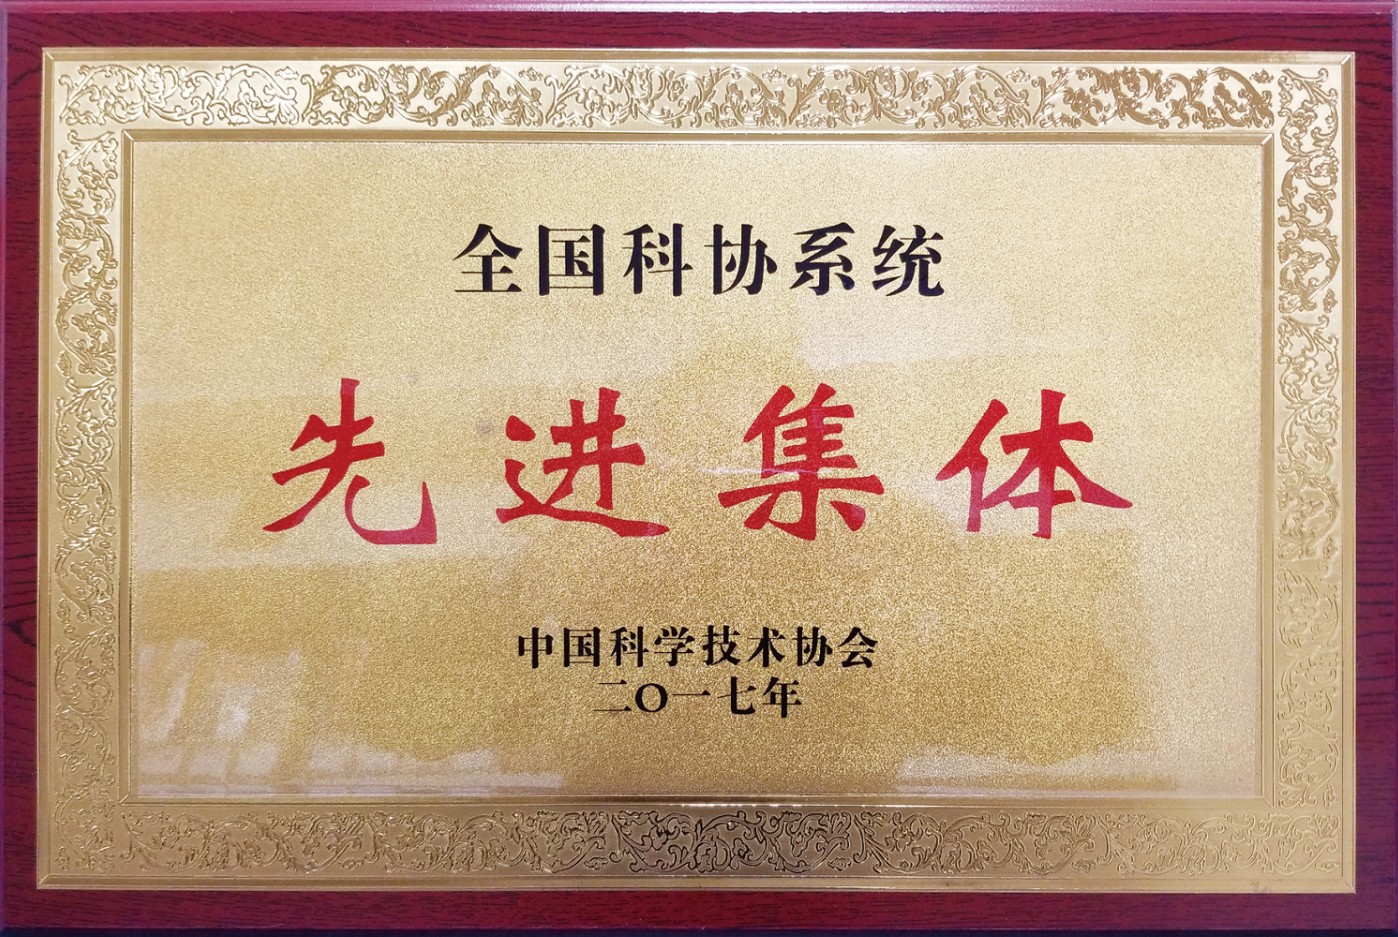 全国科协系统
先进集体
中国科学技术协会
二〇一七年